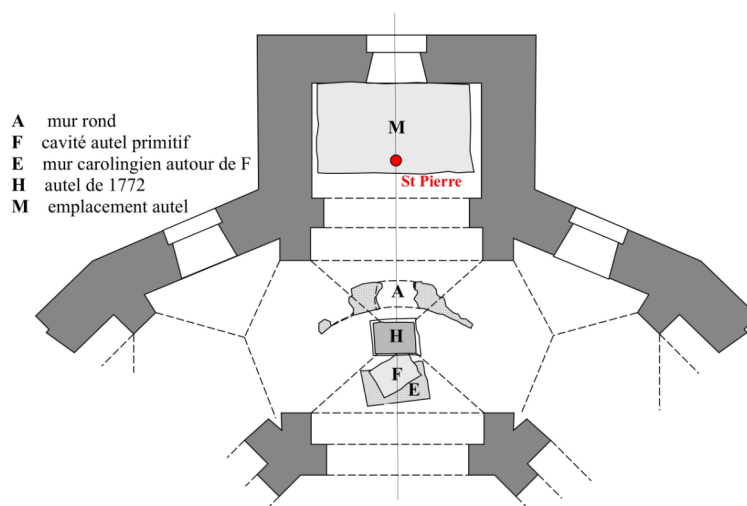 A mur rond
F cavité autel primitif
E mur carolingien autour de F
H autel de 1772
M emplacement autel
M
St Pierre
A
H
F
E